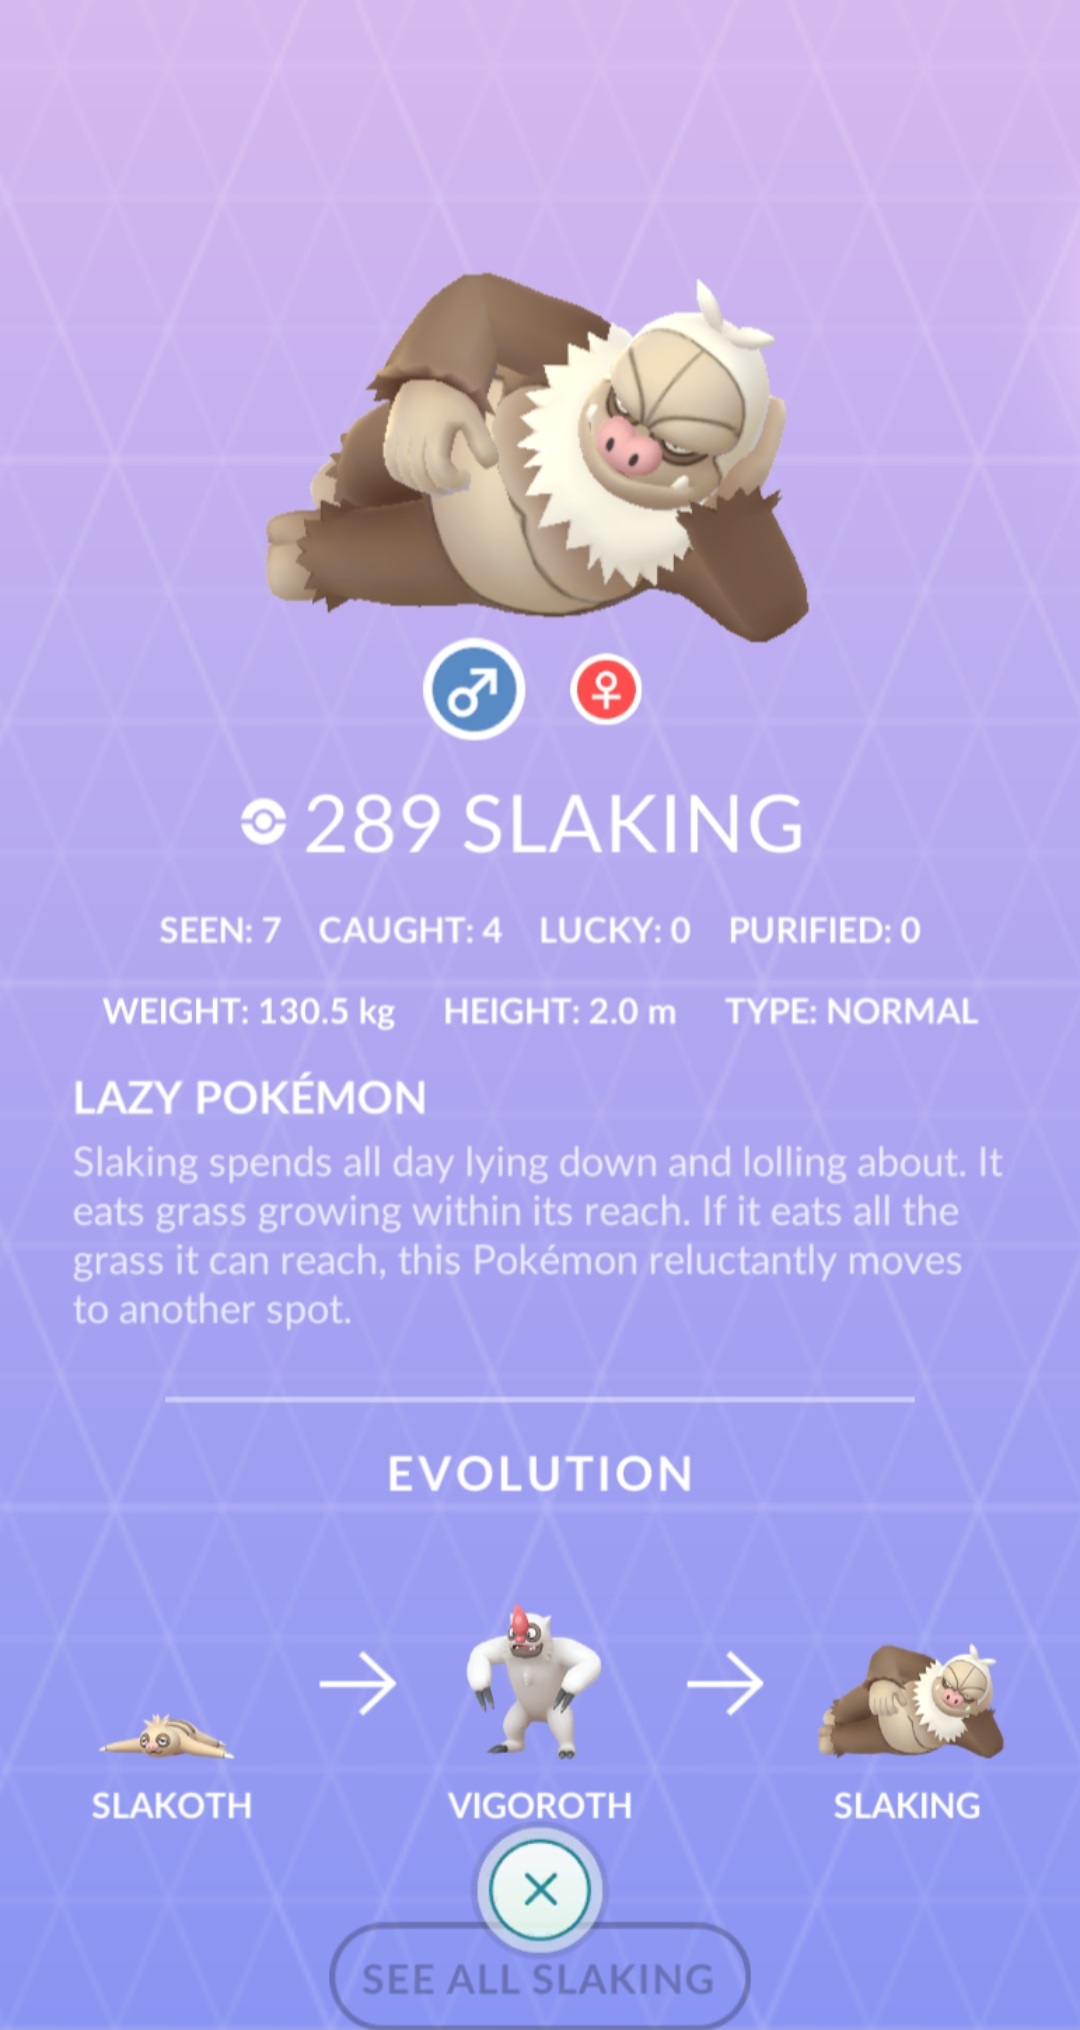 289 SLAKING
SEEN: 7 CAUGHT: 4 LUCKY: 0 PURIFIED: 0
WEIGHT: 130.5 kg HEIGHT: 2.0 m TYPE: NORMAL
LAZY POKÉMON
Slaking spends all day lying down and lolling about. It
eats grass growing within its reach. If it eats all the
grass it can reach, this Pokémon reluctantly moves
to another spot.
EVOLUTION
SLAKOTH VIGOROTH SLAKING
SEE ALL SLAKING